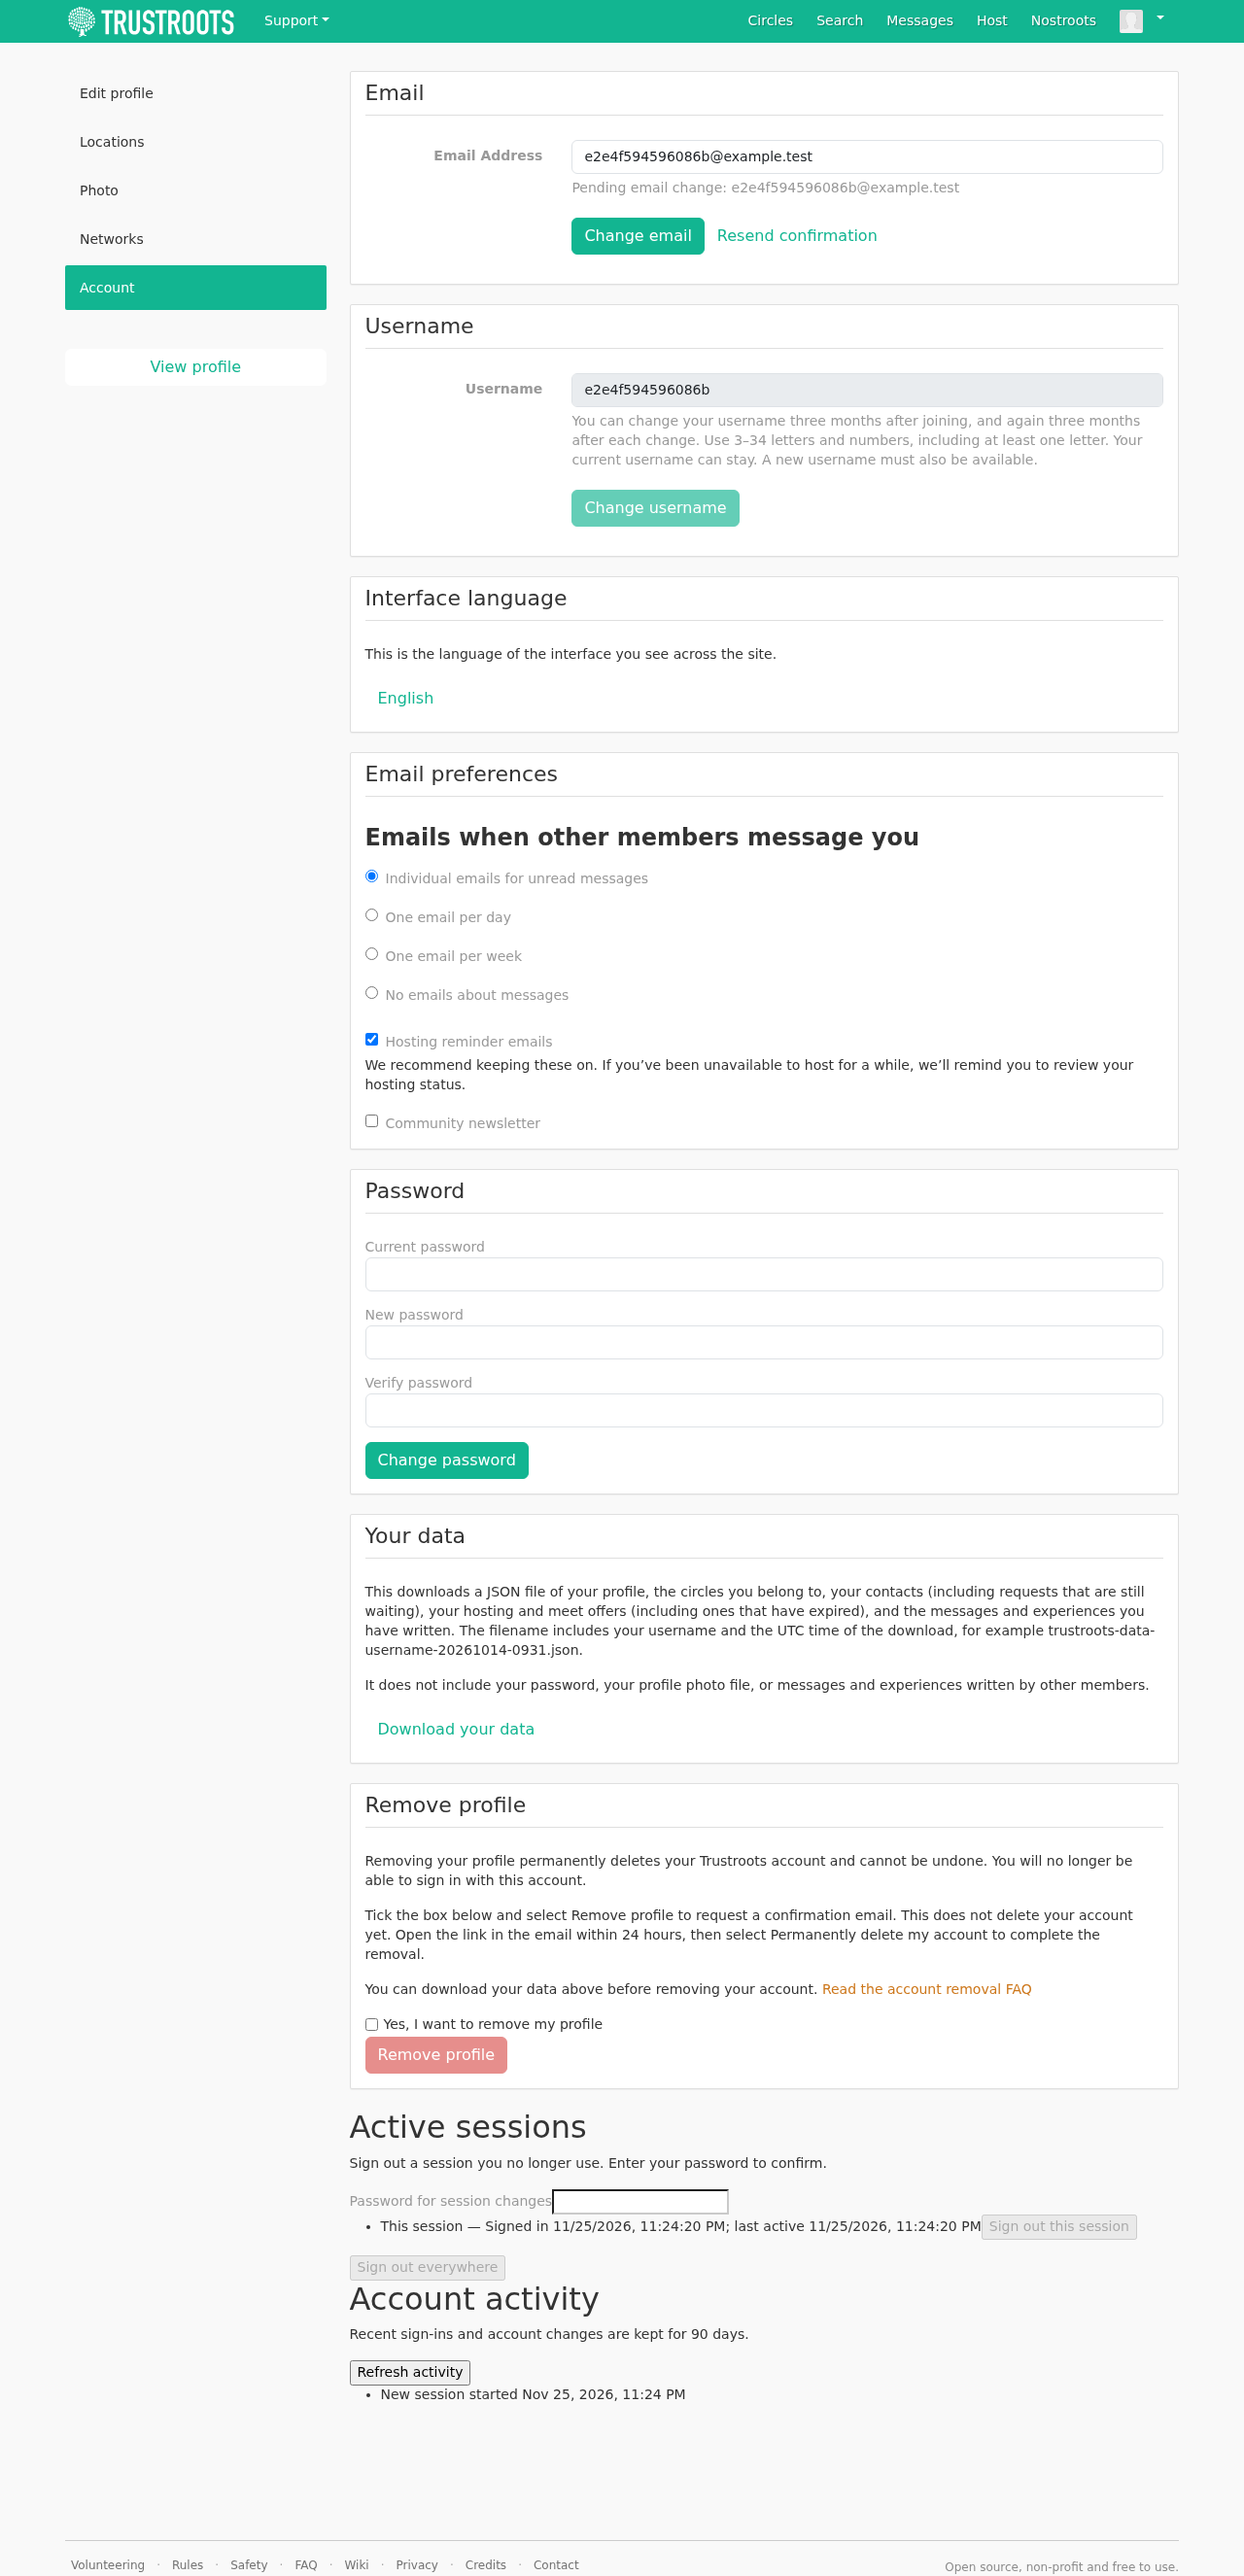 TRUSTROOTS Support Circles Search Messages Host Nostroots
Edit profile
Locations
Photo
Networks
Account
View profile
Email
Email Address e2e4f594596086b@example.test
Pending email change: e2e4f594596086b@example.test
Change email Resend confirmation
Username
Username e2e4f594596086b
You can change your username three months after joining, and again three months
after each change. Use 3–34 letters and numbers, including at least one letter. Your
current username can stay. A new username must also be available.
Change username
Interface language
This is the language of the interface you see across the site.
English
Email preferences
Emails when other members message you
Individual emails for unread messages
One email per day
One email per week
No emails about messages
Hosting reminder emails
We recommend keeping these on. If you’ve been unavailable to host for a while, we’ll remind you to review your
hosting status.
Community newsletter
Password
Current password
New password
Verify password
Change password
Your data
This downloads a JSON file of your profile, the circles you belong to, your contacts (including requests that are still
waiting), your hosting and meet offers (including ones that have expired), and the messages and experiences you
have written. The filename includes your username and the UTC time of the download, for example trustroots-data-
username-20261014-0931.json.
It does not include your password, your profile photo file, or messages and experiences written by other members.
Download your data
Remove profile
Removing your profile permanently deletes your Trustroots account and cannot be undone. You will no longer be
able to sign in with this account.
Tick the box below and select Remove profile to request a confirmation email. This does not delete your account
yet. Open the link in the email within 24 hours, then select Permanently delete my account to complete the
removal.
You can download your data above before removing your account. Read the account removal FAQ
Yes, I want to remove my profile
Remove profile
Active sessions
Sign out a session you no longer use. Enter your password to confirm.
Password for session changes
• This session — Signed in 11/25/2026, 11:24:20 PM; last active 11/25/2026, 11:24:20 PM Sign out this session
Sign out everywhere
Account activity
Recent sign-ins and account changes are kept for 90 days.
Refresh activity
• New session started Nov 25, 2026, 11:24 PM
Volunteering · Rules · Safety · FAQ · Wiki · Privacy · Credits · Contact
Open source, non-profit and free to use.